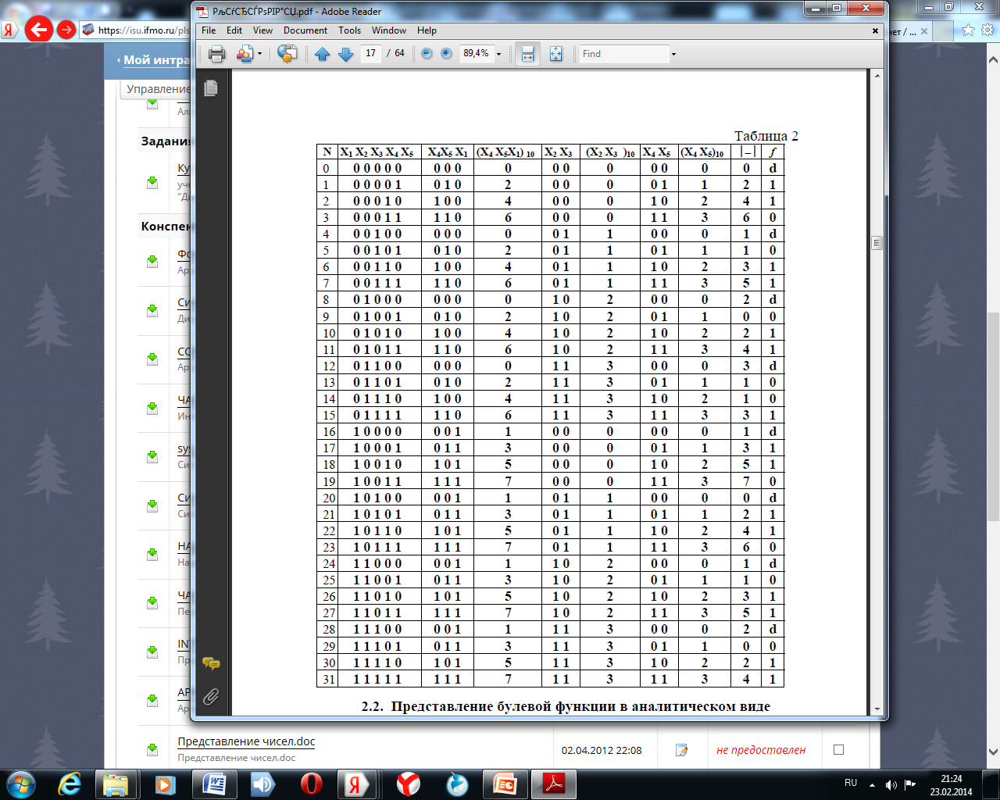 РљСѓСЂСЃРѕРІР°СЏ.pdf - Adobe Reader
https://isu.ifmo.ru/pls
нет / ...
File Edit View Document Tools Window Help
17 / 64 89,4% Find
Мой интра
Управление
Ал
Задания
Ку
уче
"Ди
Конспек
Фо
Ар
Си
Ди
СО
Ар
ЧА
Ин
sys
Си
Си
Си
НА
На
ЧА
Пе
INT
Пр
АР
Ар
Таблица 2
N X1 X2 X3 X4 X5 X4X5 X1 (X4 X5X1) 10 X2 X3 (X2 X3 )10 X4 X5 (X4 X5)10 |–| f
0 0 0 0 0 0 0 0 0 0 0 0 0 0 0 0 0 d
1 0 0 0 0 1 0 1 0 2 0 0 0 0 1 1 2 1
2 0 0 0 1 0 1 0 0 4 0 0 0 1 0 2 4 1
3 0 0 0 1 1 1 1 0 6 0 0 0 1 1 3 6 0
4 0 0 1 0 0 0 0 0 0 0 1 1 0 0 0 1 d
5 0 0 1 0 1 0 1 0 2 0 1 1 0 1 1 1 0
6 0 0 1 1 0 1 0 0 4 0 1 1 1 0 2 3 1
7 0 0 1 1 1 1 1 0 6 0 1 1 1 1 3 5 1
8 0 1 0 0 0 0 0 0 0 1 0 2 0 0 0 2 d
9 0 1 0 0 1 0 1 0 2 1 0 2 0 1 1 0 0
10 0 1 0 1 0 1 0 0 4 1 0 2 1 0 2 2 1
11 0 1 0 1 1 1 1 0 6 1 0 2 1 1 3 4 1
12 0 1 1 0 0 0 0 0 0 1 1 3 0 0 0 3 d
13 0 1 1 0 1 0 1 0 2 1 1 3 0 1 1 1 0
14 0 1 1 1 0 1 0 0 4 1 1 3 1 0 2 1 0
15 0 1 1 1 1 1 1 0 6 1 1 3 1 1 3 3 1
16 1 0 0 0 0 0 0 1 1 0 0 0 0 0 0 1 d
17 1 0 0 0 1 0 1 1 3 0 0 0 0 1 1 3 1
18 1 0 0 1 0 1 0 1 5 0 0 0 1 0 2 5 1
19 1 0 0 1 1 1 1 1 7 0 0 0 1 1 3 7 0
20 1 0 1 0 0 0 0 1 1 0 1 1 0 0 0 0 d
21 1 0 1 0 1 0 1 1 3 0 1 1 0 1 1 2 1
22 1 0 1 1 0 1 0 1 5 0 1 1 1 0 2 4 1
23 1 0 1 1 1 1 1 1 7 0 1 1 1 1 3 6 0
24 1 1 0 0 0 0 0 1 1 1 0 2 0 0 0 1 d
25 1 1 0 0 1 0 1 1 3 1 0 2 0 1 1 1 0
26 1 1 0 1 0 1 0 1 5 1 0 2 1 0 2 3 1
27 1 1 0 1 1 1 1 1 7 1 0 2 1 1 3 5 1
28 1 1 1 0 0 0 0 1 1 1 1 3 0 0 0 2 d
29 1 1 1 0 1 0 1 1 3 1 1 3 0 1 1 0 0
30 1 1 1 1 0 1 0 1 5 1 1 3 1 0 2 2 1
31 1 1 1 1 1 1 1 1 7 1 1 3 1 1 3 4 1
2.2. Представление булевой функции в аналитическом виде
Представление чисел.doc
Представление чисел.doc
02.04.2012 22:08
не предоставлен
RU
21:24
23.02.2014